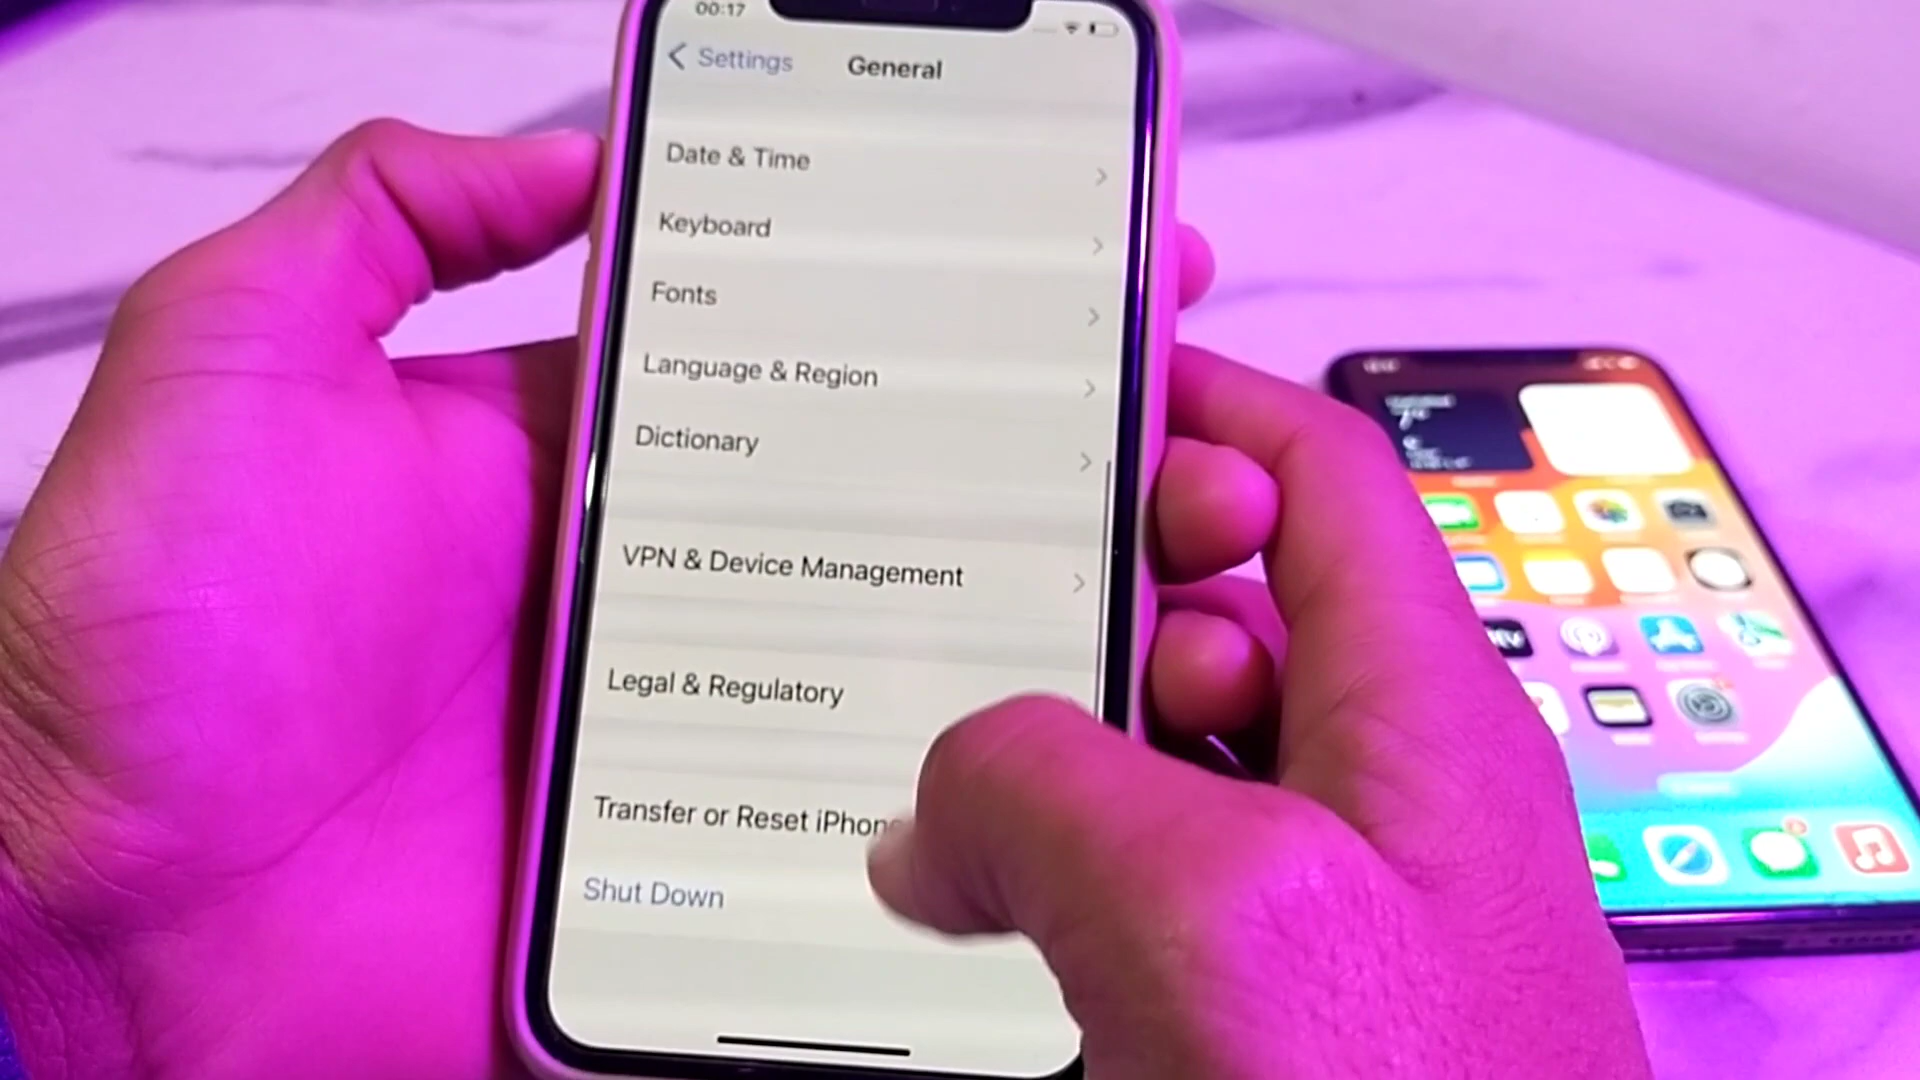 00:17
Settings
General
Date & Time
Keyboard
Fonts
Language & Region
Dictionary
VPN & Device Management
Legal & Regulatory
Transfer or Reset iPhone
Shut Down